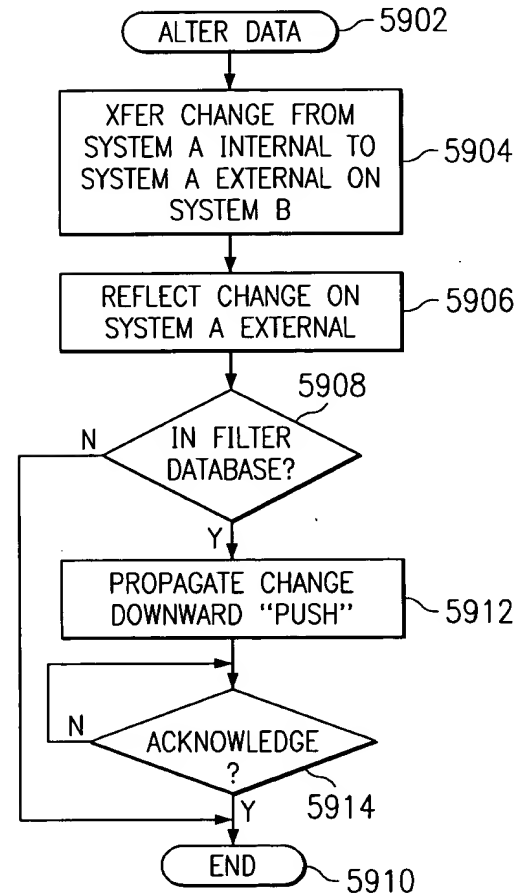 ALTER DATA
5902
XFER CHANGE FROM
SYSTEM A INTERNAL TO
SYSTEM A EXTERNAL ON
SYSTEM B
5904
REFLECT CHANGE ON
SYSTEM A EXTERNAL
5906
5908
IN FILTER
DATABASE?
N
Y
PROPAGATE CHANGE
DOWNWARD "PUSH"
5912
ACKNOWLEDGE
?
N
5914
Y
END
5910